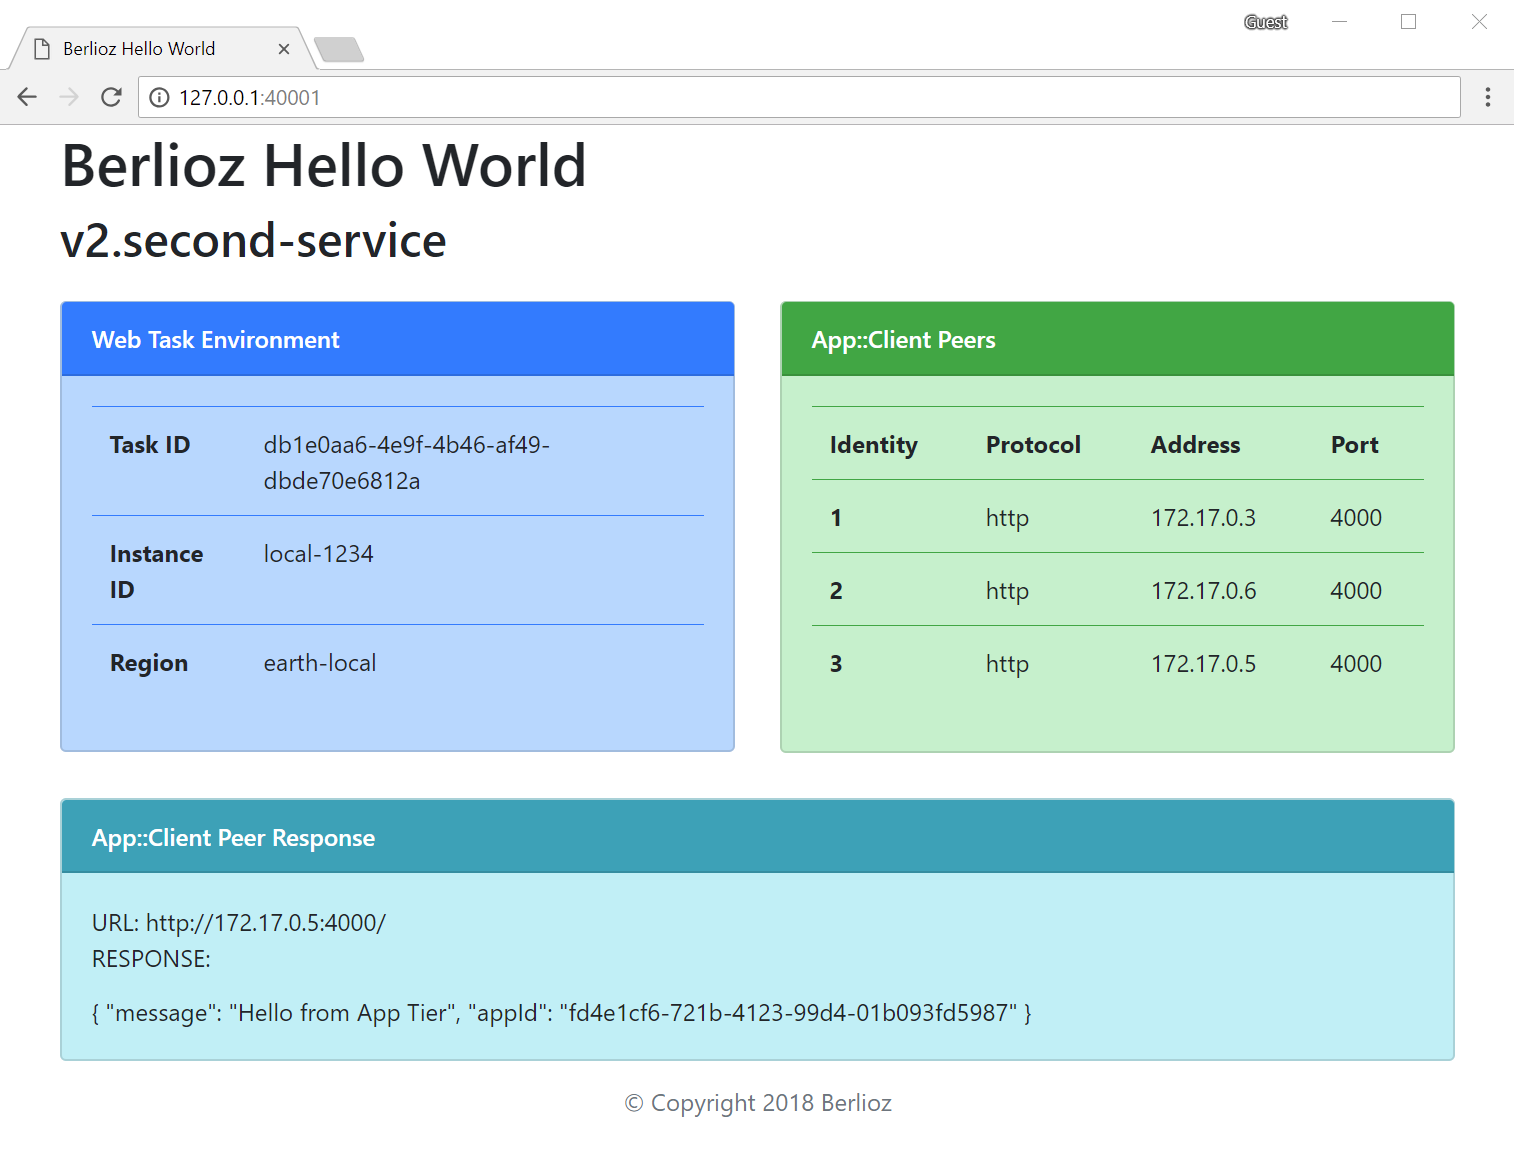 Guest
Berlioz Hello World
127.0.0.1:40001
Berlioz Hello World
v2.second-service
Web Task Environment
Task ID db1e0aa6-4e9f-4b46-af49-
dbde70e6812a
Instance local-1234
ID
Region earth-local
App::Client Peers
Identity Protocol Address Port
1 http 172.17.0.3 4000
2 http 172.17.0.6 4000
3 http 172.17.0.5 4000
App::Client Peer Response
URL: http://172.17.0.5:4000/
RESPONSE:
{ "message": "Hello from App Tier", "appId": "fd4e1cf6-721b-4123-99d4-01b093fd5987" }
© Copyright 2018 Berlioz